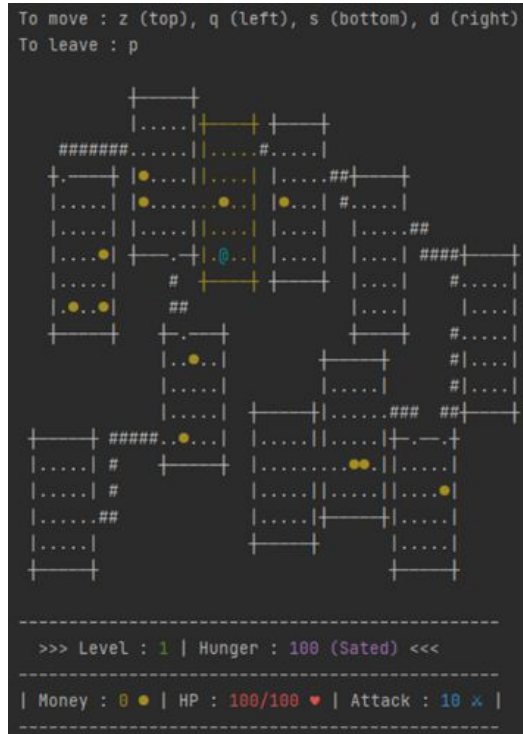 To move : z (top), q (left), s (bottom), d (right)
To leave : p
           +-----+
           |.....|+----+ +----+
    #######......||.....#.....|
   +.----+ |●....||....| |.....##+----+
   |.....| |●.......●..| |●...| #.....|
   |.....| |.....||....| |....|  |.....##
   |....●| +---.-+|.@..| |....|  |....| ####+----+
   |.....|     #  +----+ +----+  |....|    #.....|
   |.●..●|     ##                |....|     |....|
   +-----+    +-.---+            +----+    #.....|
              |..●..|         +-----+      #|....|
              |.....|         |.....|      #|....|
              |.....|  +-----+|......###  ##+----+
 +-----+ #####..●...|  |.....||.....|+-.--.+
 |.....| #    +-----+  |..........●●.||.....|
 |.....| #             |.....||.....||....●|
 |......##             |.....|+-----+|.....|
 |.....|               +-----+       |.....|
 +-----+                             +-----+
----------------------------------------------
>>> Level : 1 | Hunger : 100 (Sated) <<<
----------------------------------------------
| Money : 0 ● | HP : 100/100 ♥ | Attack : 10 ⚔ |
----------------------------------------------